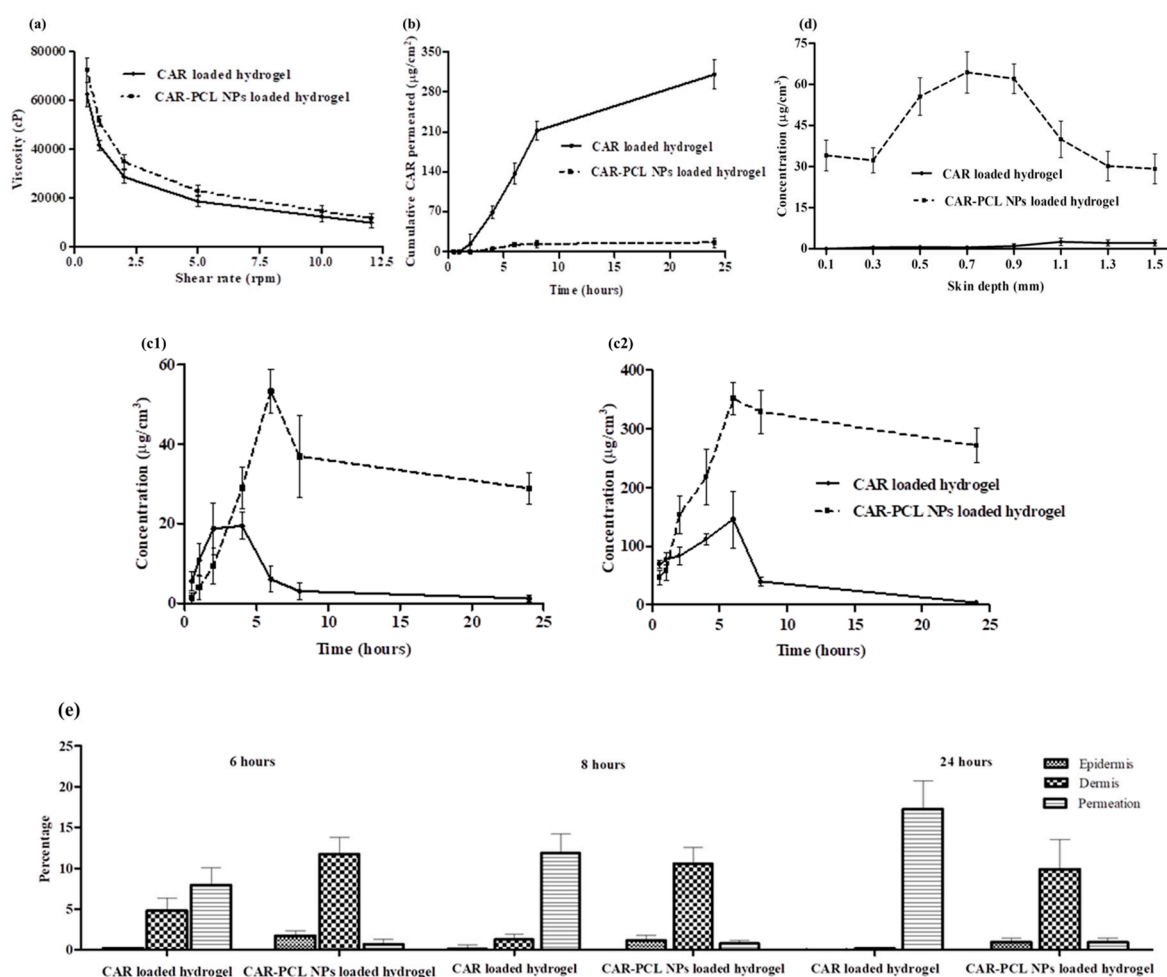 (a)
Viscosity (cP)
80000
60000
40000
20000
0
0.0 2.5 5.0 7.5 10.0 12.5
Shear rate (rpm)
CAR loaded hydrogel
CAR-PCL NPs loaded hydrogel
(b)
Cumulative CAR permeated (μg/cm²)
350
280
210
140
70
0
0 5 10 15 20 25
Time (hours)
CAR loaded hydrogel
CAR-PCL NPs loaded hydrogel
(d)
Concentration (μg/cm³)
75
60
45
30
15
0
0.1 0.3 0.5 0.7 0.9 1.1 1.3 1.5
Skin depth (mm)
CAR loaded hydrogel
CAR-PCL NPs loaded hydrogel
(c1)
Concentration (μg/cm³)
60
40
20
0
0 5 10 15 20 25
Time (hours)
(c2)
Concentration (μg/cm³)
400
300
200
100
0
0 5 10 15 20 25
Time (hours)
CAR loaded hydrogel
CAR-PCL NPs loaded hydrogel
(e)
Percentage
25
20
15
10
5
0
6 hours 8 hours 24 hours
Epidermis
Dermis
Permeation
CAR loaded hydrogel CAR-PCL NPs loaded hydrogel CAR loaded hydrogel CAR-PCL NPs loaded hydrogel CAR loaded hydrogel CAR-PCL NPs loaded hydrogel